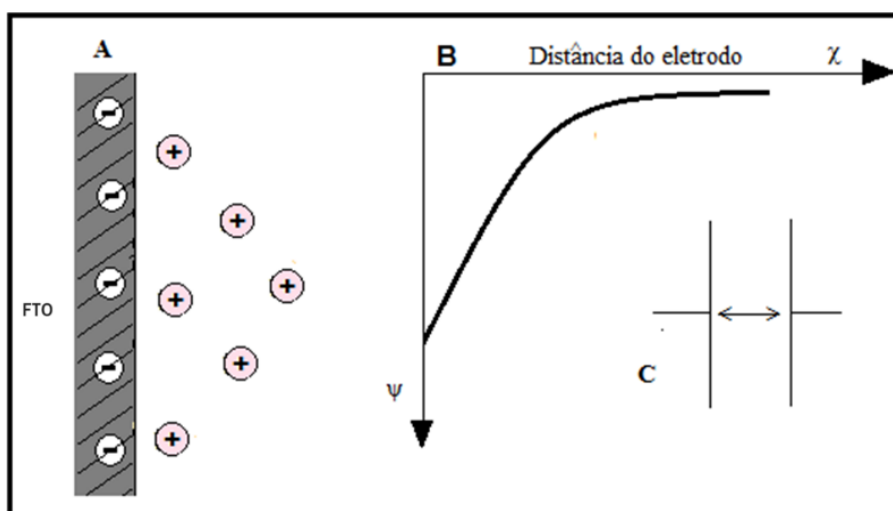 A
B
Distância do eletrodo
χ
-
+
-
+
-
+
+
FTO
-
+
C
ψ
-
+